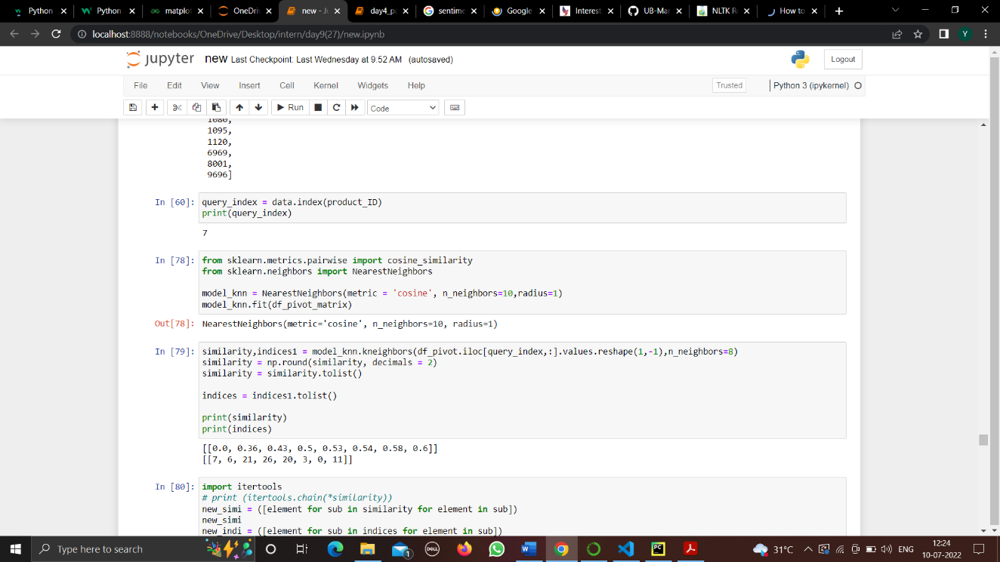 Python
Python
matplot
OneDriv
new - Ju
day4_pa
sentime
Google
Interest
UB-Mar
NLTK Re
How to
localhost:8888/notebooks/OneDrive/Desktop/intern/day9(27)/new.ipynb
Y
jupyter new Last Checkpoint: Last Wednesday at 9:52 AM (autosaved)
Logout
File Edit View Insert Cell Kernel Widgets Help
Trusted
Python 3 (ipykernel)
Run
Code
1080,
1095,
1120,
6969,
8001,
9696]
In [60]: query_index = data.index(product_ID)
print(query_index)
7
In [78]: from sklearn.metrics.pairwise import cosine_similarity
from sklearn.neighbors import NearestNeighbors
model_knn = NearestNeighbors(metric = 'cosine', n_neighbors=10,radius=1)
model_knn.fit(df_pivot_matrix)
Out[78]: NearestNeighbors(metric='cosine', n_neighbors=10, radius=1)
In [79]: similarity,indices1 = model_knn.kneighbors(df_pivot.iloc[query_index,:].values.reshape(1,-1),n_neighbors=8)
similarity = np.round(similarity, decimals = 2)
similarity = similarity.tolist()
indices = indices1.tolist()
print(similarity)
print(indices)
[[0.0, 0.36, 0.43, 0.5, 0.53, 0.54, 0.58, 0.6]]
[[7, 6, 21, 26, 20, 3, 0, 11]]
In [80]: import itertools
# print (itertools.chain(*similarity))
new_simi = ([element for sub in similarity for element in sub])
new_simi
new_indi = ([element for sub in indices for element in sub])
Type here to search
1
DELL
W
PC
31°C
ENG
12:24
10-07-2022